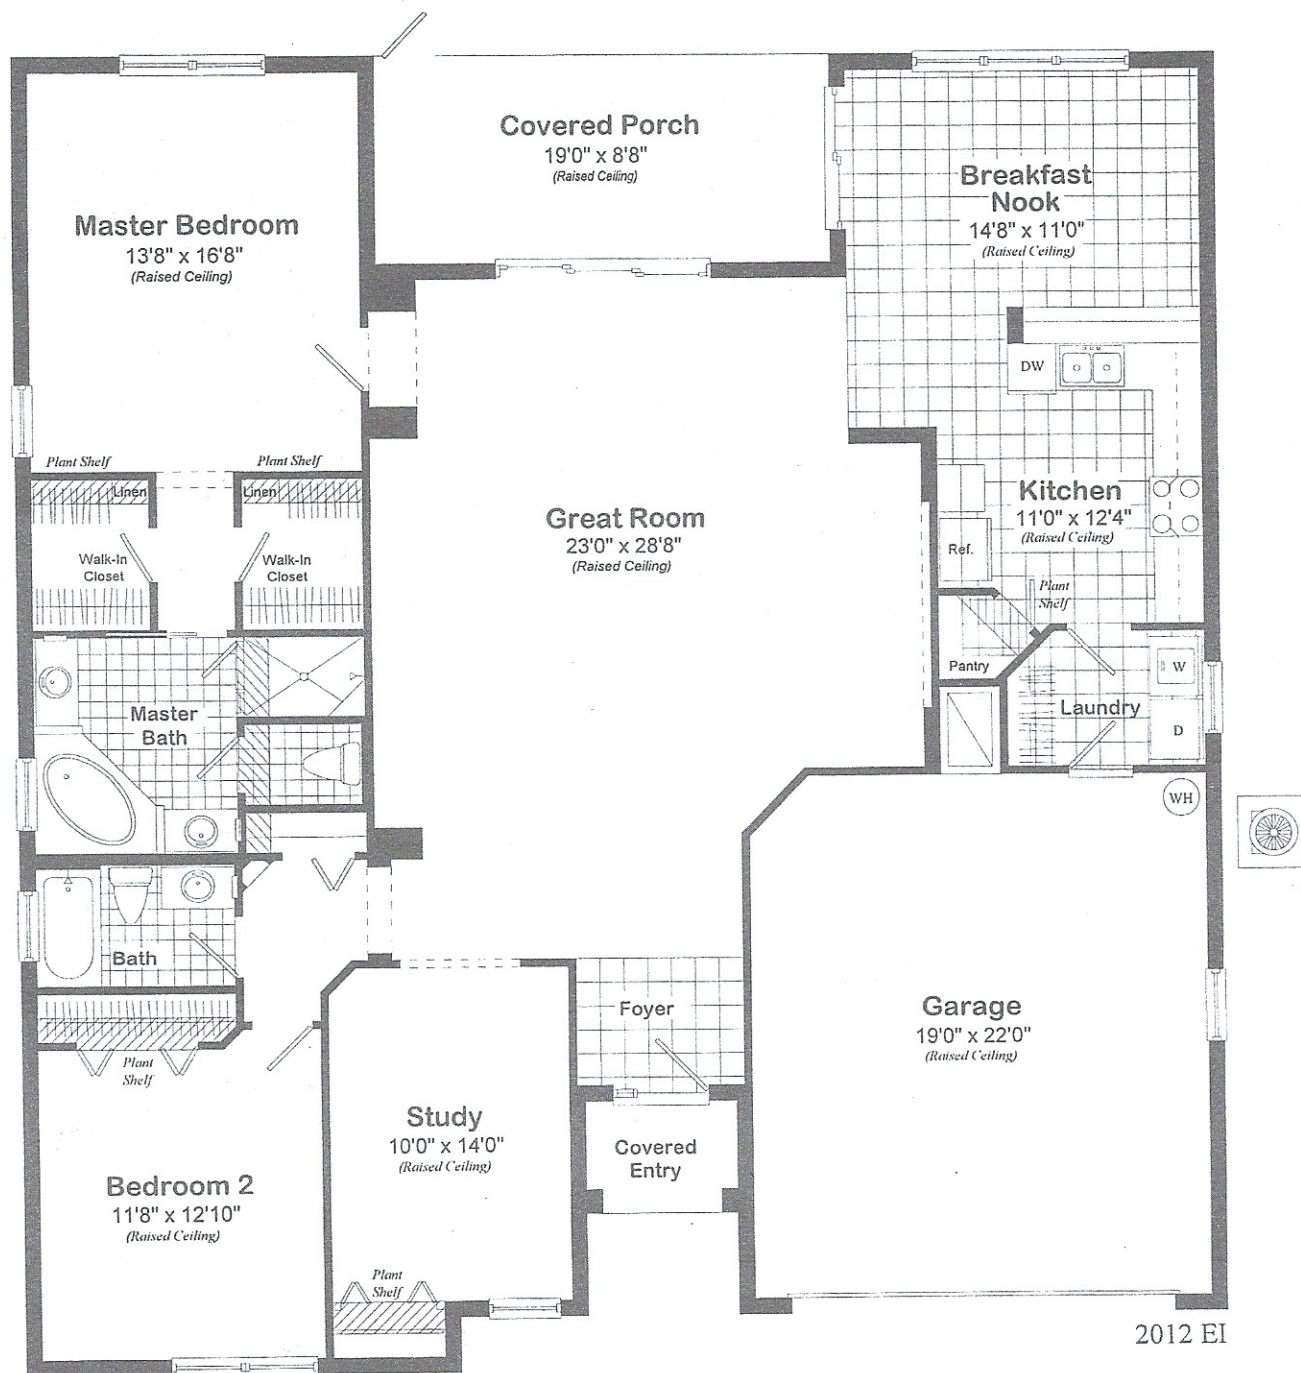 Covered Porch
19'0" x 8'8"
(Raised Ceiling)
Breakfast
Nook
14'8" x 11'0"
(Raised Ceiling)
Master Bedroom
13'8" x 16'8"
(Raised Ceiling)
DW
Plant Shelf
Plant Shelf
Linen
Linen
Walk-In
Closet
Walk-In
Closet
Great Room
23'0" x 28'8"
(Raised Ceiling)
Kitchen
11'0" x 12'4"
(Raised Ceiling)
Ref.
Plant
Shelf
Pantry
W
Laundry
D
Master
Bath
WH
Bath
Foyer
Garage
19'0" x 22'0"
(Raised Ceiling)
Plant
Shelf
Study
10'0" x 14'0"
(Raised Ceiling)
Covered
Entry
Bedroom 2
11'8" x 12'10"
(Raised Ceiling)
Plant
Shelf
2012 EI